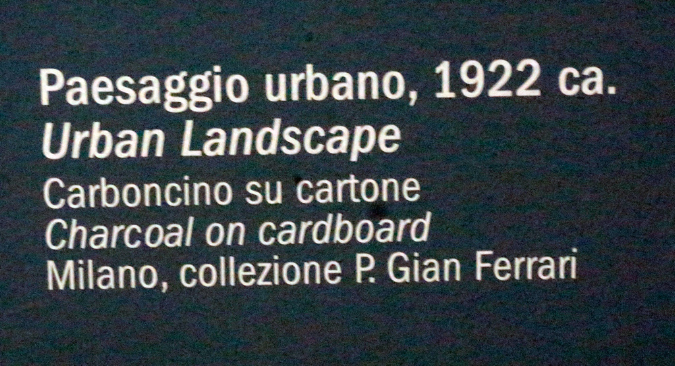 Paesaggio urbano, 1922 ca.
Urban Landscape
Carboncino su cartone
Charcoal on cardboard
Milano, collezione P. Gian Ferrari